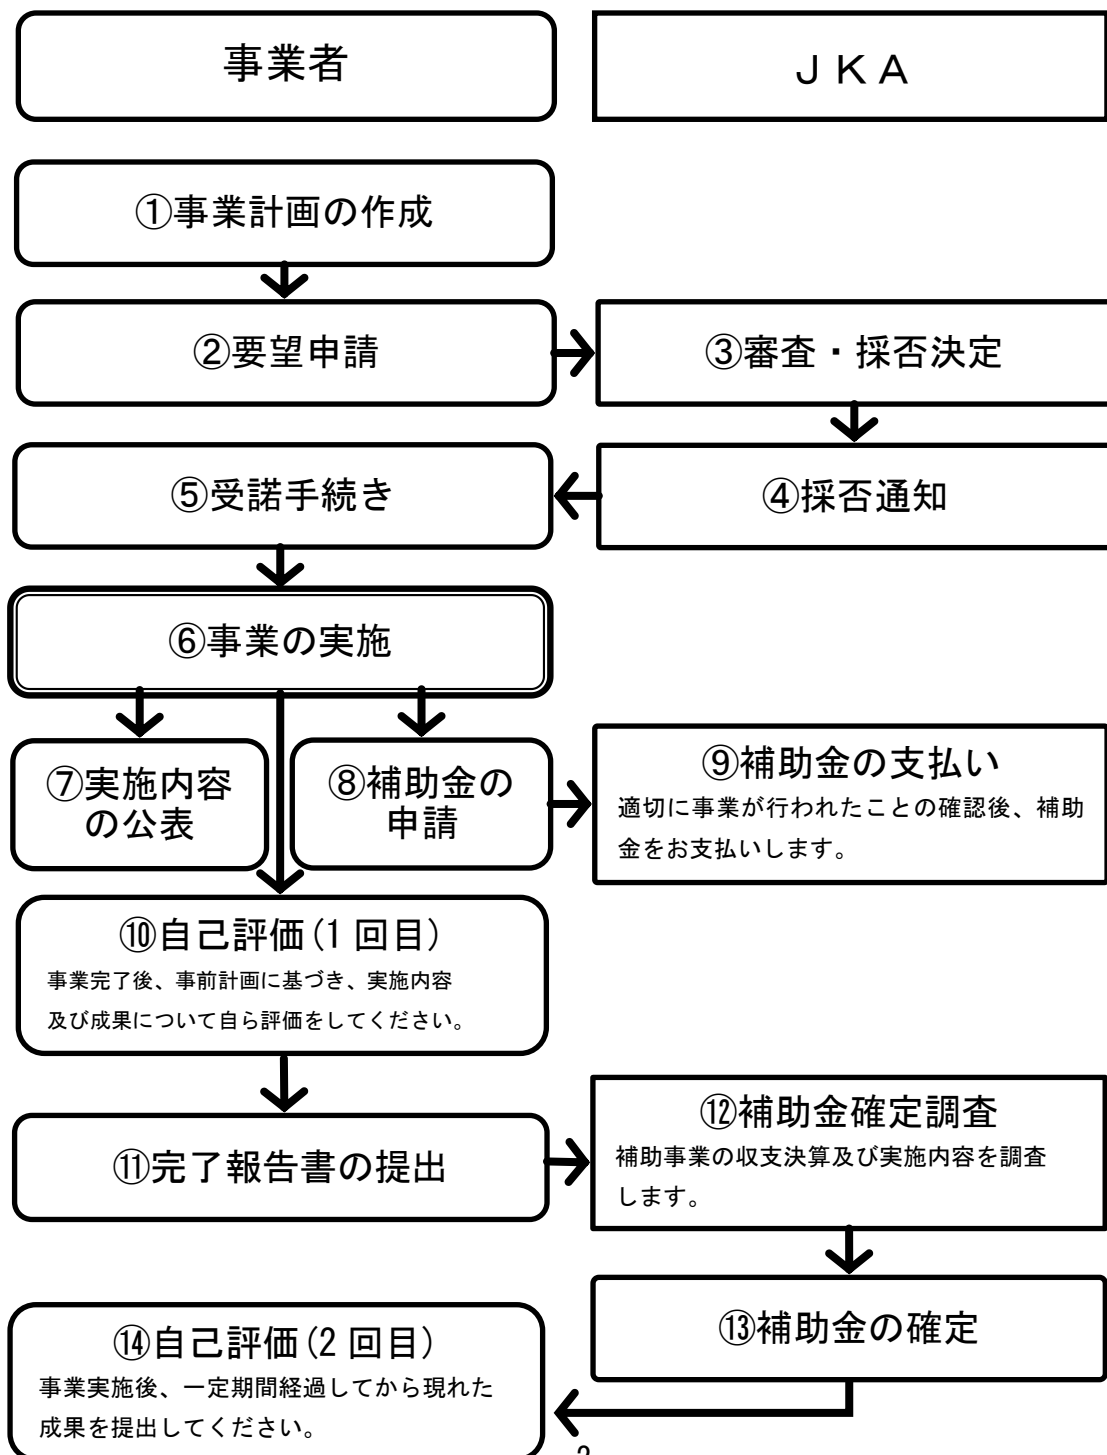 事業者
ＪＫＡ
①事業計画の作成
②要望申請
③審査・採否決定
④採否通知
⑤受諾手続き
⑥事業の実施
⑦実施内容
の公表
⑧補助金の
申請
⑨補助金の支払い
適切に事業が行われたことの確認後、補助
金をお支払いします。
⑩自己評価(1 回目)
事業完了後、事前計画に基づき、実施内容
及び成果について自ら評価をしてください。
⑪完了報告書の提出
⑫補助金確定調査
補助事業の収支決算及び実施内容を調査
します。
⑬補助金の確定
⑭自己評価(2 回目)
事業実施後、一定期間経過してから現れた
成果を提出してください。